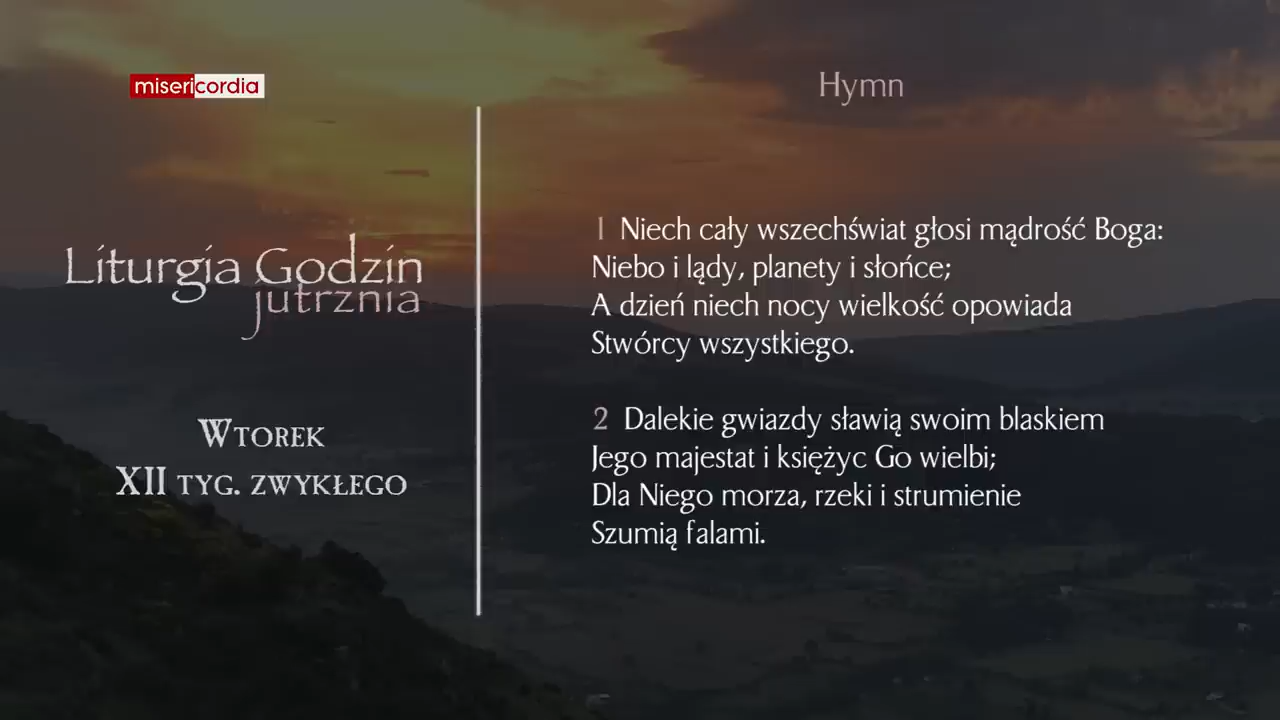 misericordia
Liturgia Godzin
jutrznia
Wtorek
XII tyg. zwykłego
Hymn
1 Niech cały wszechświat głosi mądrość Boga:
Niebo i lądy, planety i słońce;
A dzień niech nocy wielkość opowiada
Stwórcy wszystkiego.
2 Dalekie gwiazdy sławią swoim blaskiem
Jego majestat i księżyc Go wielbi;
Dla Niego morza, rzeki i strumienie
Szumią falami.